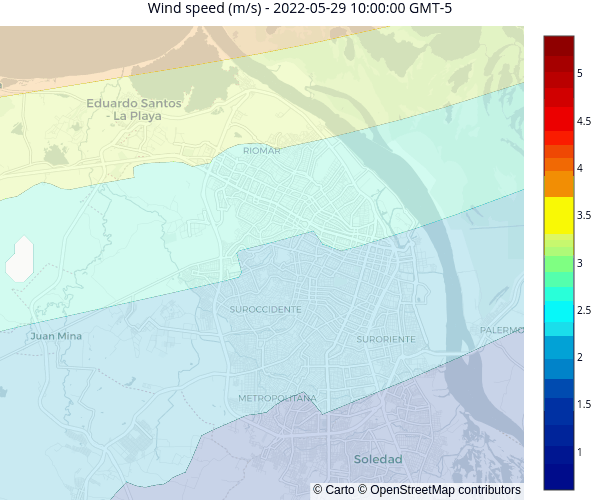 Wind speed (m/s) - 2022-05-29 10:00:00 GMT-5
Eduardo Santos
- La Playa
RIOMAR
SUROCCIDENTE
Juan Mina
SURORIENTE
PALERMO
METROPOLITANA
Soledad
© Carto © OpenStreetMap contributors
5
4.5
4
3.5
3
2.5
2
1.5
1